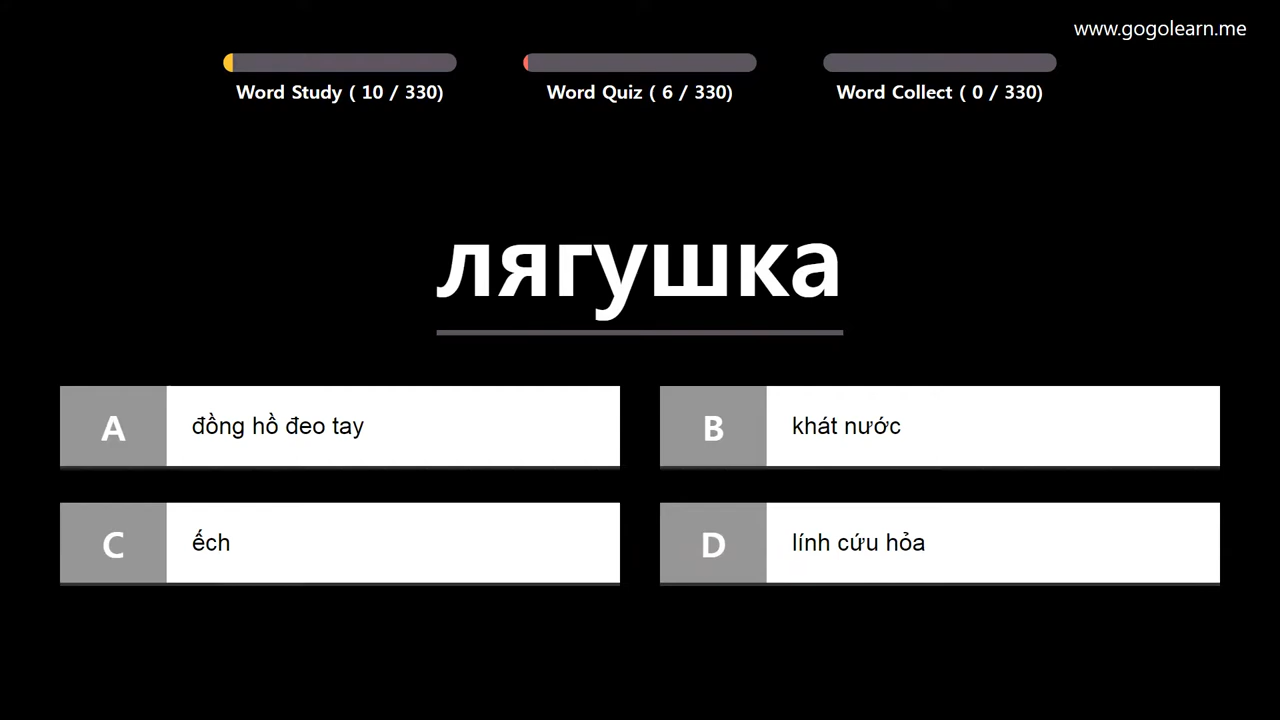 www.gogolearn.me
Word Study ( 10 / 330)
Word Quiz ( 6 / 330)
Word Collect ( 0 / 330)
лягушка
A
đồng hồ đeo tay
B
khát nước
C
ếch
D
lính cứu hỏa